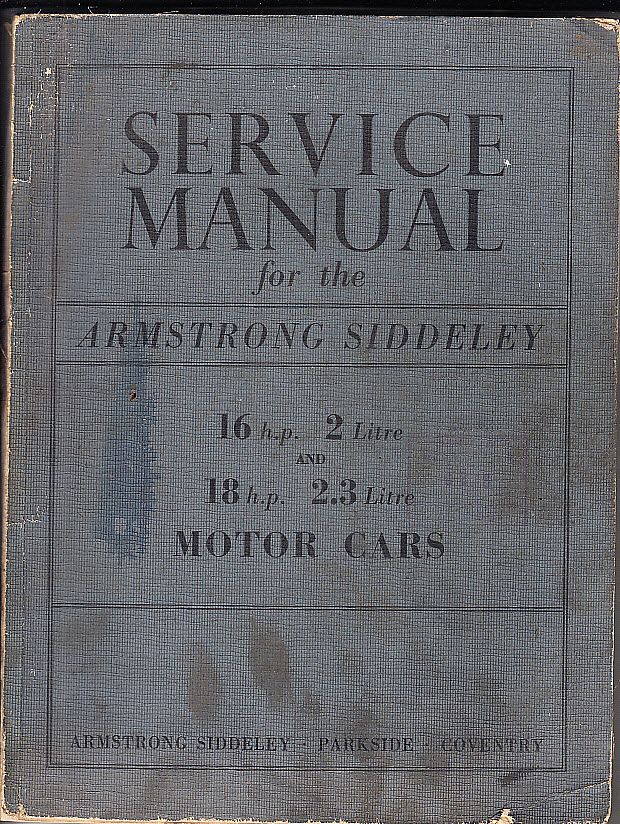 SERVICE
MANUAL
for the
ARMSTRONG SIDDELEY
16 h.p. 2 Litre
AND
18 h.p. 2.3 Litre
MOTOR CARS
ARMSTRONG SIDDELEY · PARKSIDE · COVENTRY